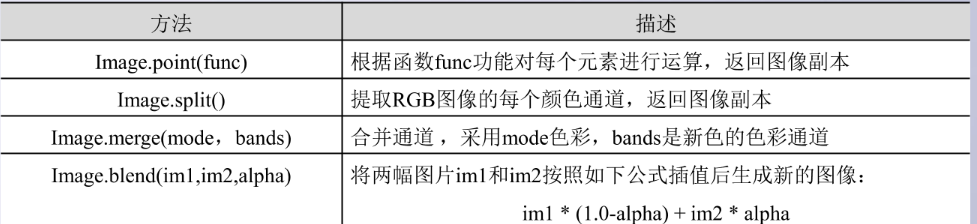 方法 描述
Image.point(func) 根据函数func功能对每个元素进行运算，返回图像副本
Image.split() 提取RGB图像的每个颜色通道，返回图像副本
Image.merge(mode，bands) 合并通道 ，采用mode色彩，bands是新色的色彩通道
Image.blend(im1,im2,alpha) 将两幅图片im1和im2按照如下公式插值后生成新的图像：
im1 * (1.0-alpha) + im2 * alpha